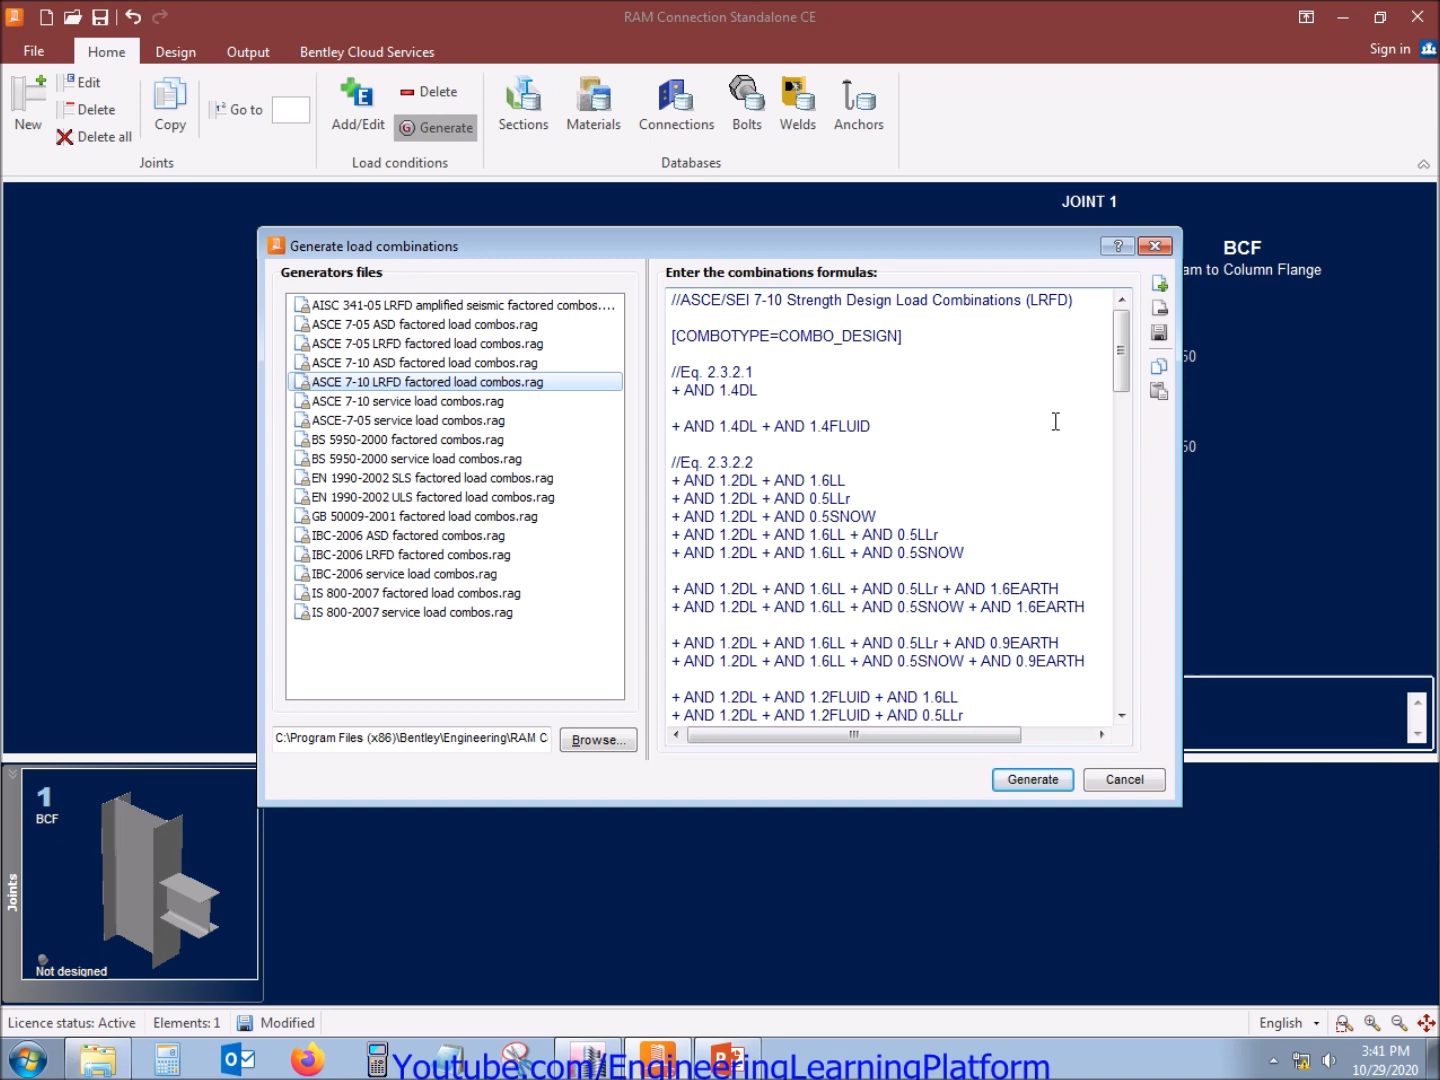 RAM Connection Standalone CE
File Home Design Output Bentley Cloud Services Sign in
New Edit Delete Delete all Copy Go to Add/Edit Delete Generate Sections Materials Connections Bolts Welds Anchors
Joints Load conditions Databases
JOINT 1
BCF
am to Column Flange
50
50
Generate load combinations
Generators files
AISC 341-05 LRFD amplified seismic factored combos....
ASCE 7-05 ASD factored load combos.rag
ASCE 7-05 LRFD factored load combos.rag
ASCE 7-10 ASD factored load combos.rag
ASCE 7-10 LRFD factored load combos.rag
ASCE 7-10 service load combos.rag
ASCE-7-05 service load combos.rag
BS 5950-2000 factored combos.rag
BS 5950-2000 service load combos.rag
EN 1990-2002 SLS factored load combos.rag
EN 1990-2002 ULS factored load combos.rag
GB 50009-2001 factored load combos.rag
IBC-2006 ASD factored combos.rag
IBC-2006 LRFD factored combos.rag
IBC-2006 service load combos.rag
IS 800-2007 factored load combos.rag
IS 800-2007 service load combos.rag
C:\Program Files (x86)\Bentley\Engineering\RAM C
Browse...
Enter the combinations formulas:
//ASCE/SEI 7-10 Strength Design Load Combinations (LRFD)
[COMBOTYPE=COMBO_DESIGN]
//Eq. 2.3.2.1
+ AND 1.4DL
+ AND 1.4DL + AND 1.4FLUID
//Eq. 2.3.2.2
+ AND 1.2DL + AND 1.6LL
+ AND 1.2DL + AND 0.5LLr
+ AND 1.2DL + AND 0.5SNOW
+ AND 1.2DL + AND 1.6LL + AND 0.5LLr
+ AND 1.2DL + AND 1.6LL + AND 0.5SNOW
+ AND 1.2DL + AND 1.6LL + AND 0.5LLr + AND 1.6EARTH
+ AND 1.2DL + AND 1.6LL + AND 0.5SNOW + AND 1.6EARTH
+ AND 1.2DL + AND 1.6LL + AND 0.5LLr + AND 0.9EARTH
+ AND 1.2DL + AND 1.6LL + AND 0.5SNOW + AND 0.9EARTH
+ AND 1.2DL + AND 1.2FLUID + AND 1.6LL
+ AND 1.2DL + AND 1.2FLUID + AND 0.5LLr
Generate Cancel
Joints
1
BCF
Not designed
Licence status: Active Elements: 1 Modified English
3:41 PM
10/29/2020
Youtube.com/EngineeringLearningPlatform